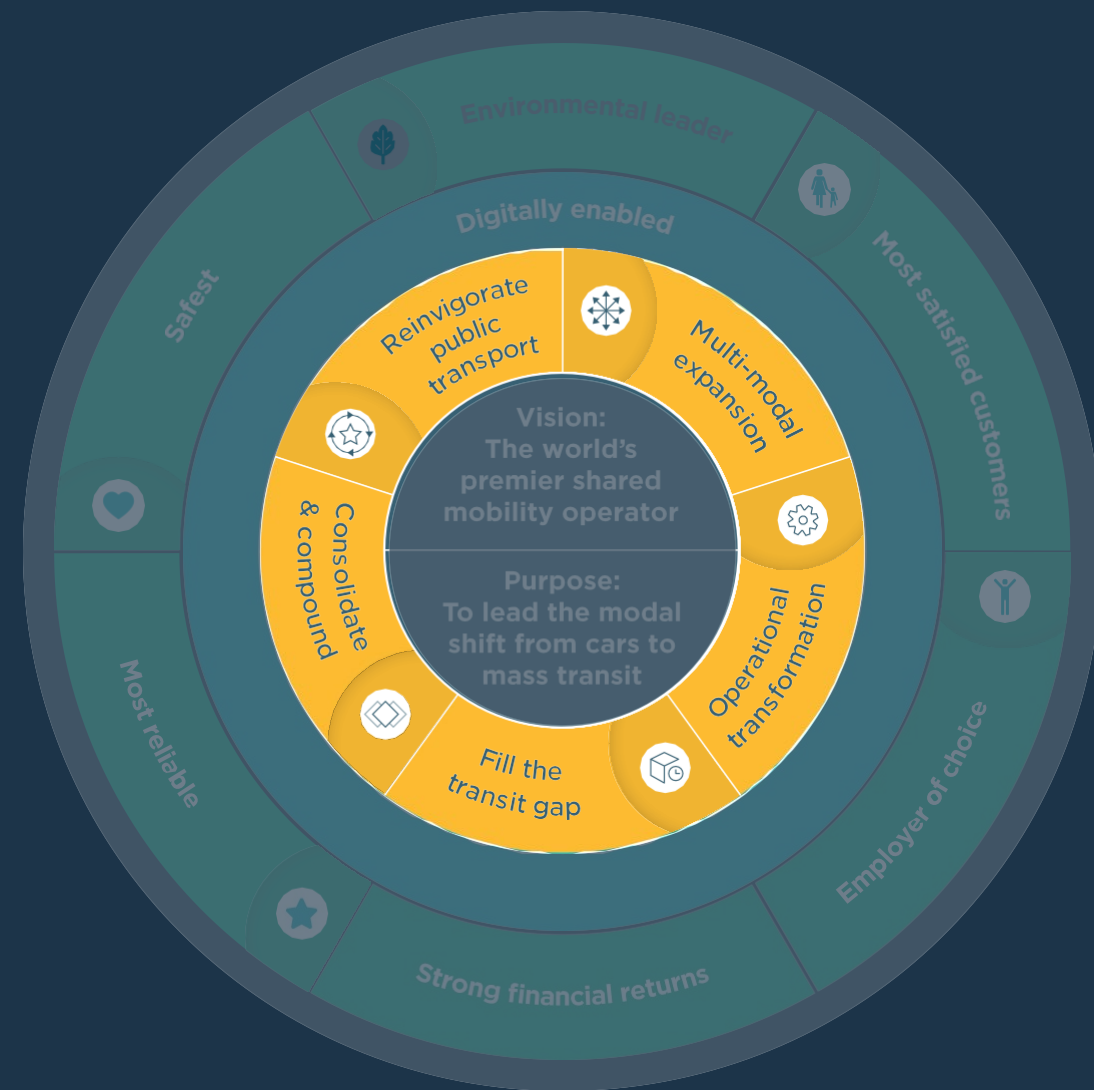 Environmental leader
Most satisfied customers
Employer of choice
Strong financial returns
Most reliable
Safest
Digitally enabled
Reinvigorate
public
transport
Multi-modal
expansion
Operational
transformation
Fill the
transit gap
Consolidate
& compound
Vision:
The world’s
premier shared
mobility operator
Purpose:
To lead the modal
shift from cars to
mass transit